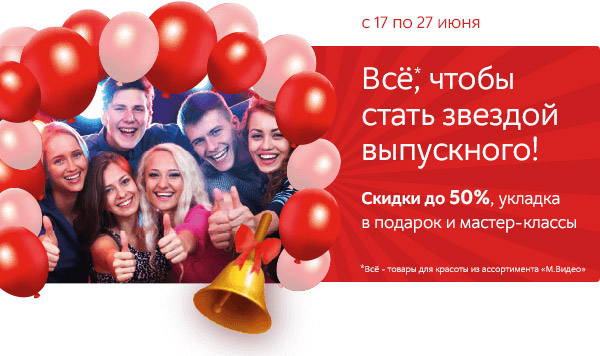 с 17 по 27 июня
Всё*, чтобы
стать звездой
выпускного!
Скидки до 50%, укладка
в подарок и мастер-классы
*Всё - товары для красоты из ассортимента «М.Видео»